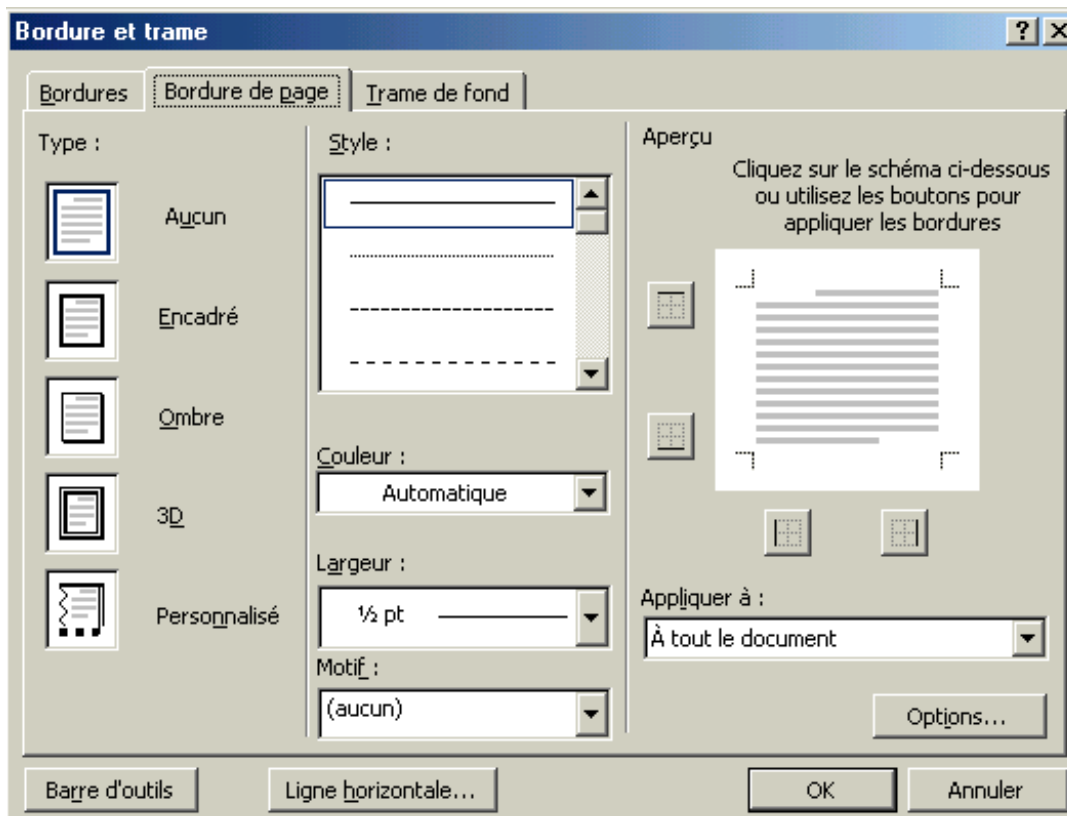 Bordure et trame
Bordures
Bordure de page
Trame de fond
Type :
Aucun
Encadré
Ombre
3D
Personnalisé
Style :
Couleur :
Automatique
Largeur :
½ pt
Motif :
(aucun)
Aperçu
Cliquez sur le schéma ci-dessous
ou utilisez les boutons pour
appliquer les bordures
Appliquer à :
À tout le document
Options...
Barre d'outils
Ligne horizontale...
OK
Annuler